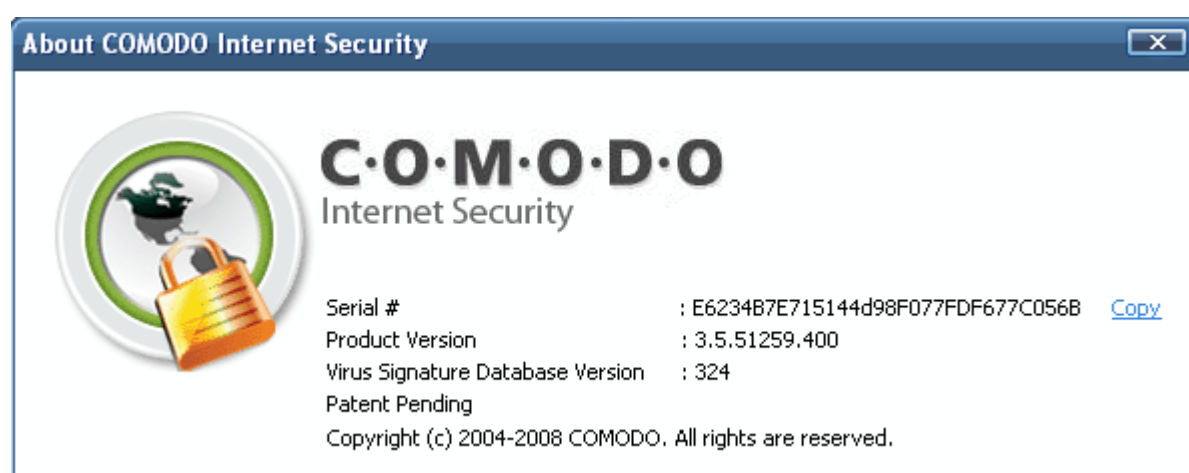 About COMODO Internet Security
C·O·M·O·D·O
Internet Security
Serial # : E6234B7E715144d98F077FDF677C056B Copy
Product Version : 3.5.51259.400
Virus Signature Database Version : 324
Patent Pending
Copyright (c) 2004-2008 COMODO. All rights are reserved.